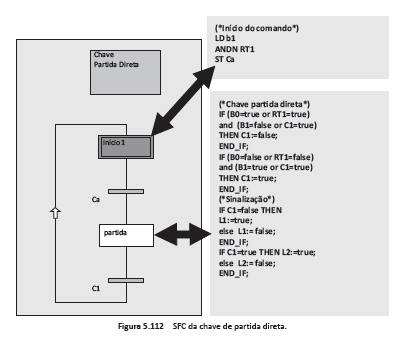 Chave
Partida Direta
início1
Ca
partida
C1
(*Início do comando*)
LD b1
ANDN RT1
ST Ca
(*Chave partida direta*)
IF (B0=true or RT1=true)
and (B1=false or C1=true)
THEN C1:=false;
END_IF;
IF (B0=false or RT1=false)
and (B1=true or C1=true)
THEN C1:=true;
END_IF;
(*Sinalização*)
IF C1=false THEN
L1:=true;
else L1:= false;
END_IF;
IF C1=true THEN L2:=true;
else L2:= false;
END_IF;
Figura 5.112 SFC da chave de partida direta.